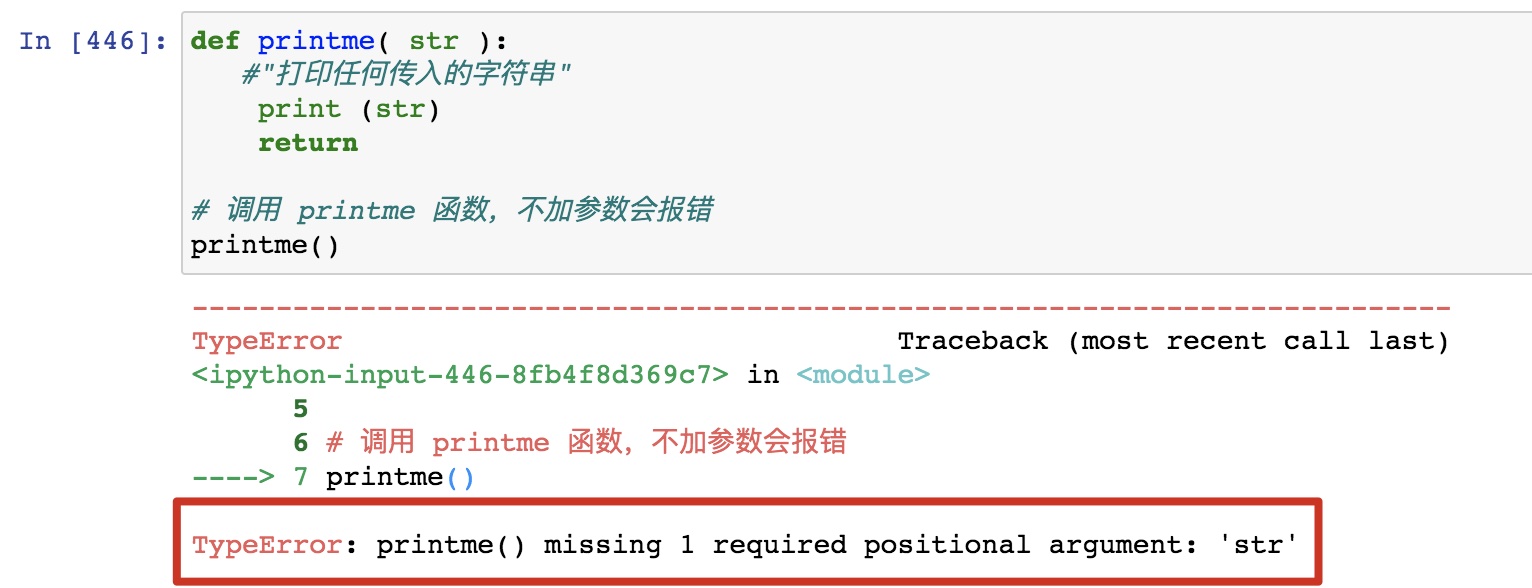 In [446]: def printme( str ):
#"打印任何传入的字符串"
print (str)
return
# 调用 printme 函数，不加参数会报错
printme()
---------------------------------------------------------------------------
TypeError Traceback (most recent call last)
<ipython-input-446-8fb4f8d369c7> in <module>
5
6 # 调用 printme 函数，不加参数会报错
----> 7 printme()
TypeError: printme() missing 1 required positional argument: 'str'